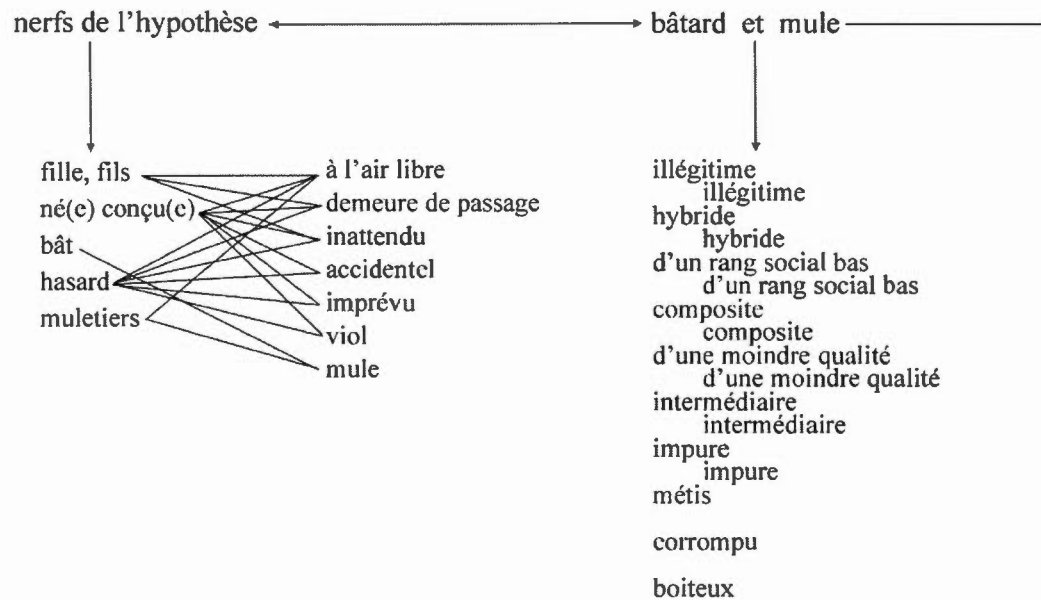 nerfs de l’hypothèse
bâtard et mule
fille, fils
né(e) conçu(e)
bât
hasard
muletiers
à l’air libre
demeure de passage
inattendu
accidentel
imprévu
viol
mule
illégitime
illégitime
hybride
hybride
d’un rang social bas
d’un rang social bas
composite
composite
d’une moindre qualité
d’une moindre qualité
intermédiaire
intermédiaire
impure
impure
métis
corrompu
boiteux